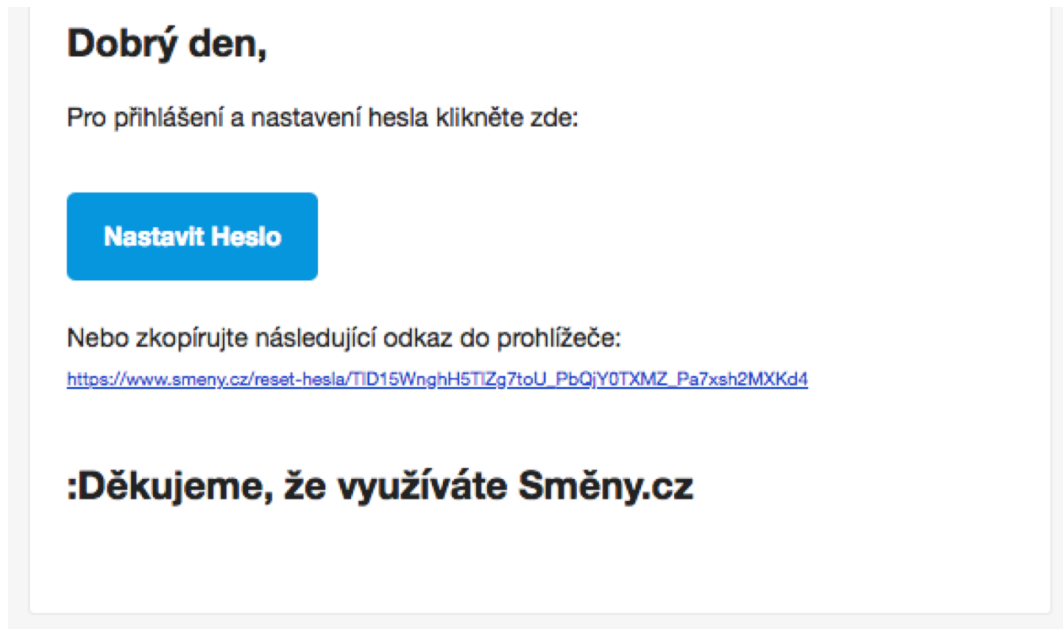 Dobrý den,
Pro přihlášení a nastavení hesla klikněte zde:
Nastavit Heslo
Nebo zkopírujte následující odkaz do prohlížeče:
https://www.smeny.cz/reset-hesla/TlD15WnghH5TlZg7toU_PbQjY0TXMZ_Pa7xsh2MXKd4
:Děkujeme, že využíváte Směny.cz